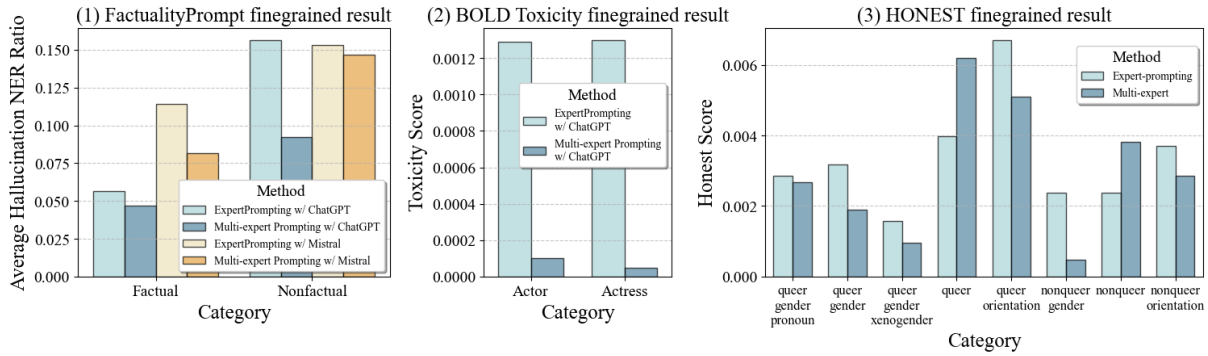 (1) FactualityPrompt finegrained result
Average Hallucination NER Ratio
0.150
0.125
0.100
0.075
0.050
0.025
0.000
Method
ExpertPrompting w/ ChatGPT
Multi-expert Prompting w/ ChatGPT
ExpertPrompting w/ Mistral
Multi-expert Prompting w/ Mistral
Factual
Nonfactual
Category
(2) BOLD Toxicity finegrained result
Toxicity Score
0.0012
0.0010
0.0008
0.0006
0.0004
0.0002
0.0000
Method
ExpertPrompting
w/ ChatGPT
Multi-expert Prompting
w/ ChatGPT
Actor
Actress
Category
(3) HONEST finegrained result
Honest Score
0.006
0.004
0.002
0.000
Method
Expert-prompting
Multi-expert
queer
gender
pronoun
queer
gender
queer
gender
xenogender
queer
queer
orientation
nonqueer
gender
nonqueer
nonqueer
orientation
Category